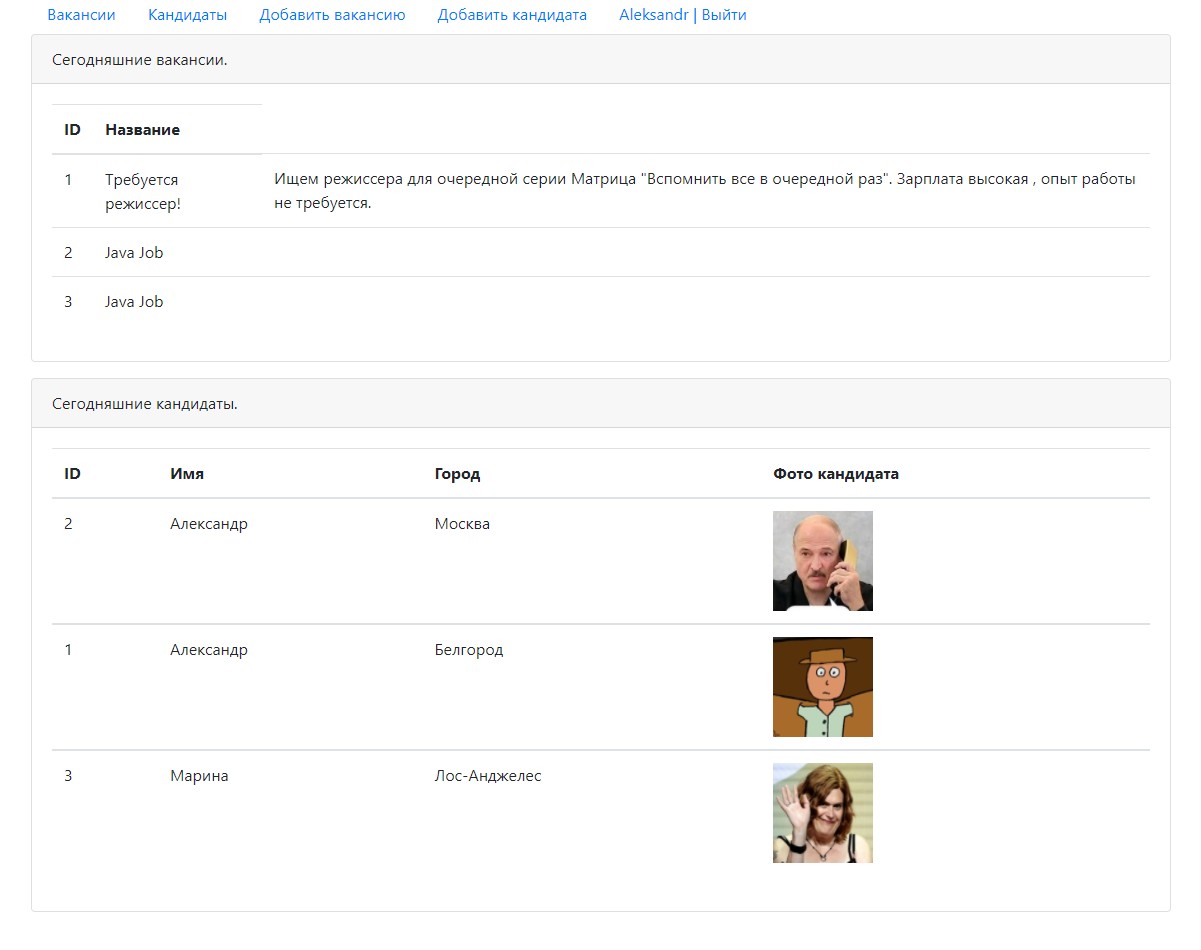 Вакансии Кандидаты Добавить вакансию Добавить кандидата Aleksandr | Выйти
Сегодняшние вакансии.
ID Название
1 Требуется режиссер! Ищем режиссера для очередной серии Матрица "Вспомнить все в очередной раз". Зарплата высокая , опыт работы
не требуется.
2 Java Job
3 Java Job
Сегодняшние кандидаты.
ID Имя Город Фото кандидата
2 Александр Москва
1 Александр Белгород
3 Марина Лос-Анджелес